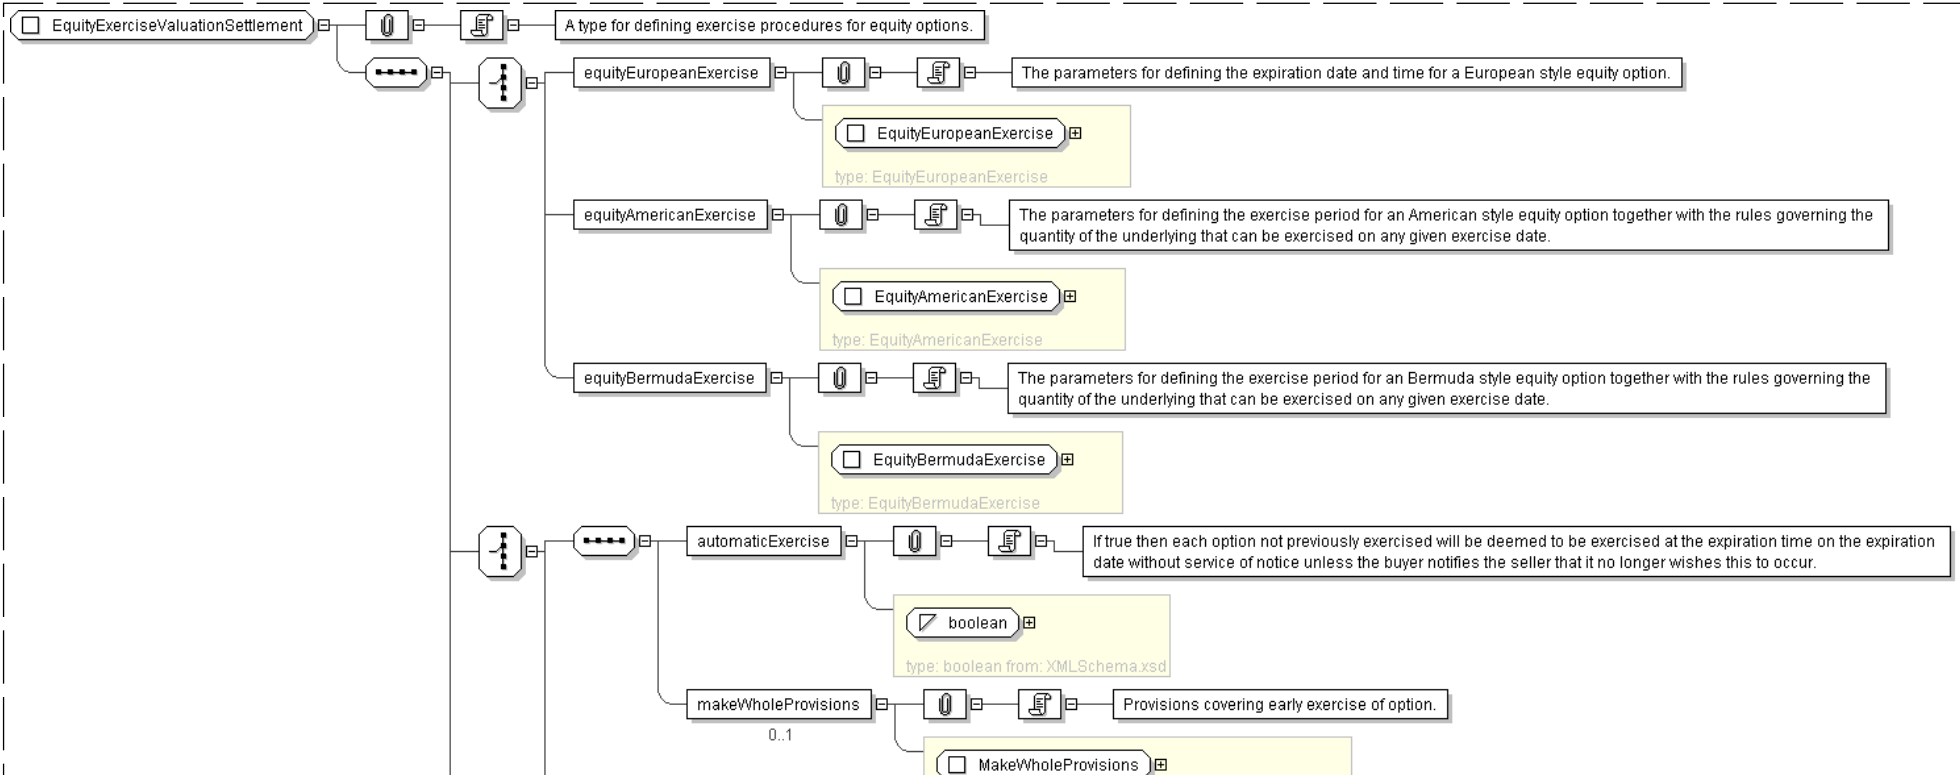 EquityExerciseValuationSettlement
A type for defining exercise procedures for equity options.
equityEuropeanExercise
The parameters for defining the expiration date and time for a European style equity option.
EquityEuropeanExercise
type: EquityEuropeanExercise
equityAmericanExercise
The parameters for defining the exercise period for an American style equity option together with the rules governing the
quantity of the underlying that can be exercised on any given exercise date.
EquityAmericanExercise
type: EquityAmericanExercise
equityBermudaExercise
The parameters for defining the exercise period for an Bermuda style equity option together with the rules governing the
quantity of the underlying that can be exercised on any given exercise date.
EquityBermudaExercise
type: EquityBermudaExercise
automaticExercise
If true then each option not previously exercised will be deemed to be exercised at the expiration time on the expiration
date without service of notice unless the buyer notifies the seller that it no longer wishes this to occur.
boolean
type: boolean from: XMLSchema.xsd
makeWholeProvisions
Provisions covering early exercise of option.
0..1
MakeWholeProvisions